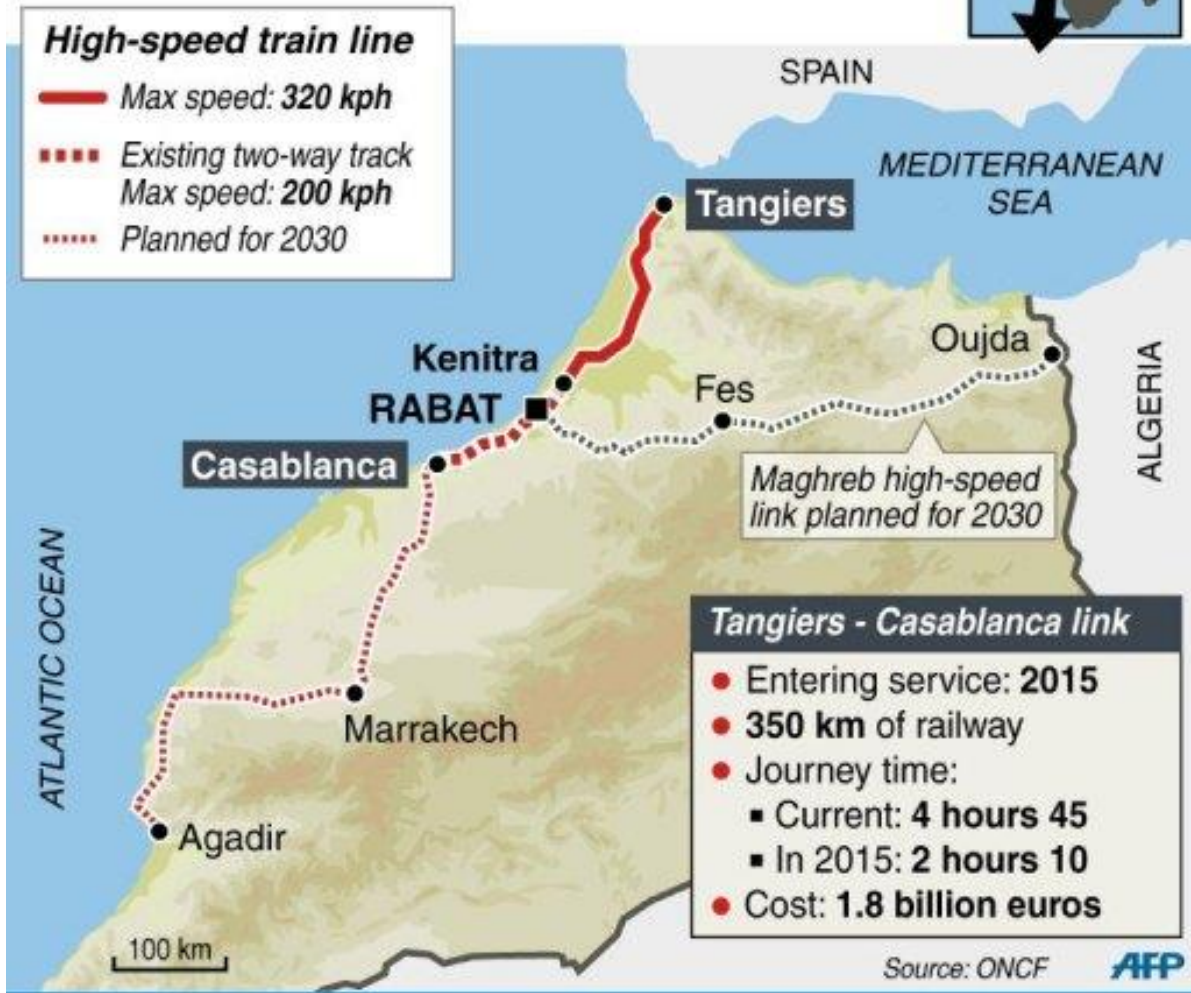 High-speed train line
Max speed: 320 kph
Existing two-way track
Max speed: 200 kph
Planned for 2030
SPAIN
MEDITERRANEAN
SEA
Tangiers
Oujda
Kenitra
Fes
RABAT
ALGERIA
Casablanca
Maghreb high-speed
link planned for 2030
ATLANTIC OCEAN
Marrakech
Agadir
100 km
Tangiers - Casablanca link
Entering service: 2015
350 km of railway
Journey time:
Current: 4 hours 45
In 2015: 2 hours 10
Cost: 1.8 billion euros
Source: ONCF
AFP